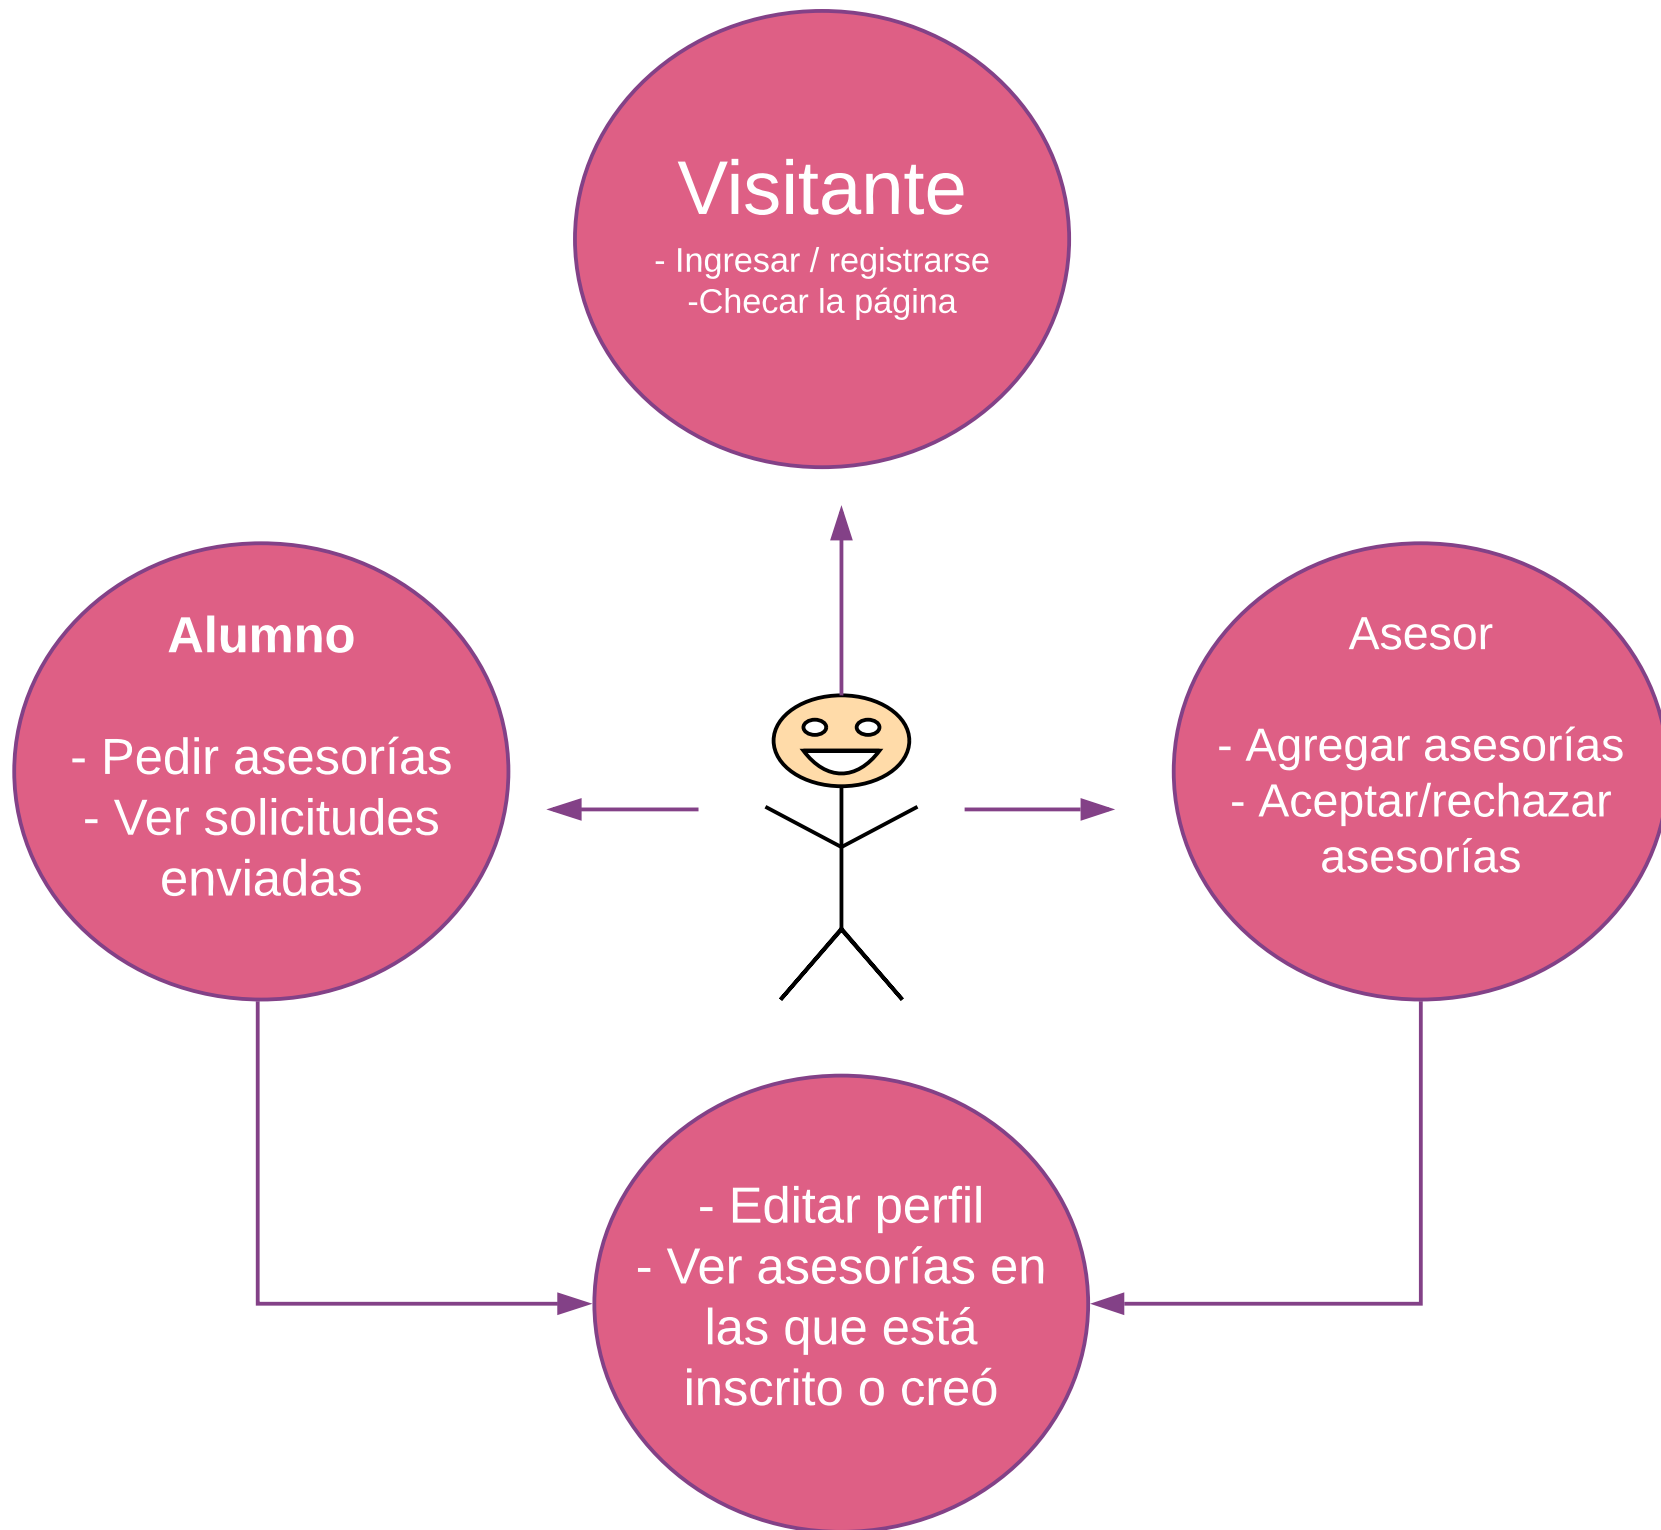 Visitante
- Ingresar / registrarse
-Checar la página
Alumno
- Pedir asesorías
- Ver solicitudes
enviadas
Asesor
- Agregar asesorías
- Aceptar/rechazar
asesorías
- Editar perfil
- Ver asesorías en
las que está
inscrito o creó